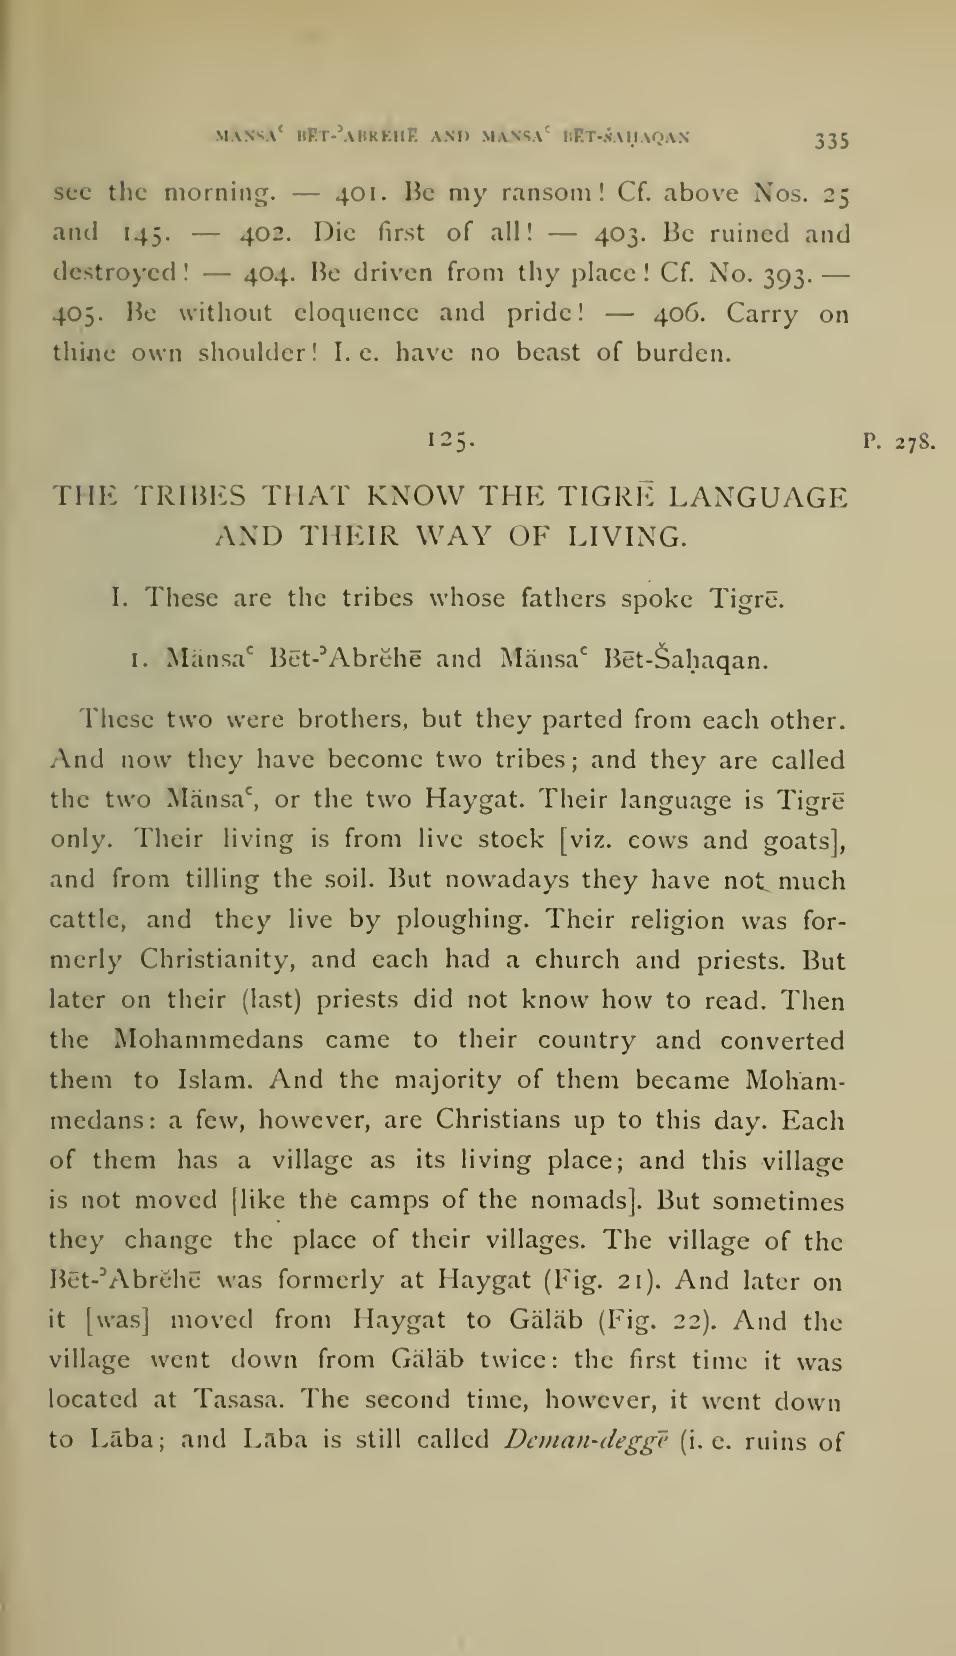 MANSAᶜ BĒT-ʾABREHĒ AND MANSAᶜ BĒT-ŠAḤAQAN 335
see the morning. — 401. Be my ransom! Cf. above Nos. 25
and 145. — 402. Die first of all! — 403. Be ruined and
destroyed! — 404. Be driven from thy place! Cf. No. 393. —
405. Be without eloquence and pride! — 406. Carry on
thine own shoulder! I. e. have no beast of burden.
125. P. 278.
THE TRIBES THAT KNOW THE TIGRĒ LANGUAGE
AND THEIR WAY OF LIVING.
I. These are the tribes whose fathers spoke Tigrē.
1. Mänsaᶜ Bēt-ʾAbrĕhē and Mänsaᶜ Bēt-Šaḥaqan.
These two were brothers, but they parted from each other.
And now they have become two tribes; and they are called
the two Mänsaᶜ, or the two Haygat. Their language is Tigrē
only. Their living is from live stock [viz. cows and goats],
and from tilling the soil. But nowadays they have not much
cattle, and they live by ploughing. Their religion was for-
merly Christianity, and each had a church and priests. But
later on their (last) priests did not know how to read. Then
the Mohammedans came to their country and converted
them to Islam. And the majority of them became Moham-
medans: a few, however, are Christians up to this day. Each
of them has a village as its living place; and this village
is not moved [like the camps of the nomads]. But sometimes
they change the place of their villages. The village of the
Bēt-ʾAbrĕhē was formerly at Haygat (Fig. 21). And later on
it [was] moved from Haygat to Gäläb (Fig. 22). And the
village went down from Gäläb twice: the first time it was
located at Tasasa. The second time, however, it went down
to Lāba; and Lāba is still called Deman-deggē (i. e. ruins of